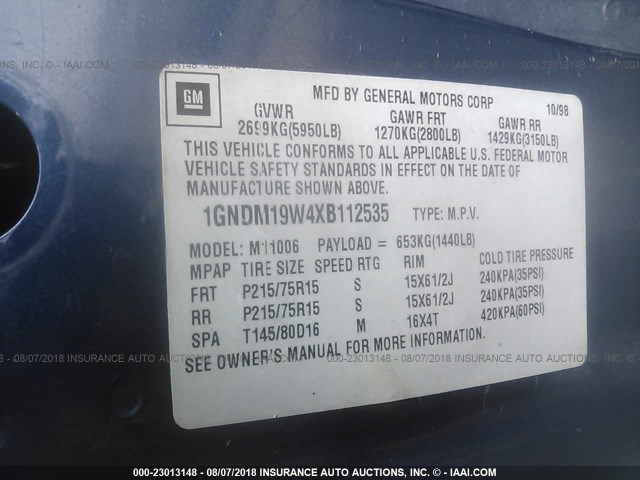 GM
MFD BY GENERAL MOTORS CORP 10/98
GVWR GAWR FRT GAWR RR
2699KG(5950LB) 1270KG(2800LB) 1429KG(3150LB)
THIS VEHICLE CONFORMS TO ALL APPLICABLE U.S. FEDERAL MOTOR
VEHICLE SAFETY STANDARDS IN EFFECT ON THE DATE OF
MANUFACTURE SHOWN ABOVE.
1GNDM19W4XB112535 TYPE: M.P.V.
MODEL: M11006 PAYLOAD = 653KG(1440LB)
MPAP TIRE SIZE SPEED RTG RIM COLD TIRE PRESSURE
FRT P215/75R15 S 15X61/2J 240KPA(35PSI)
RR P215/75R15 S 15X61/2J 240KPA(35PSI)
SPA T145/80D16 M 16X4T 420KPA(60PSI)
SEE OWNER'S MANUAL FOR MORE INFORMATION.
000-23013148 - 08/07/2018 INSURANCE AUTO AUCTIONS, INC. - © - IAAI.COM